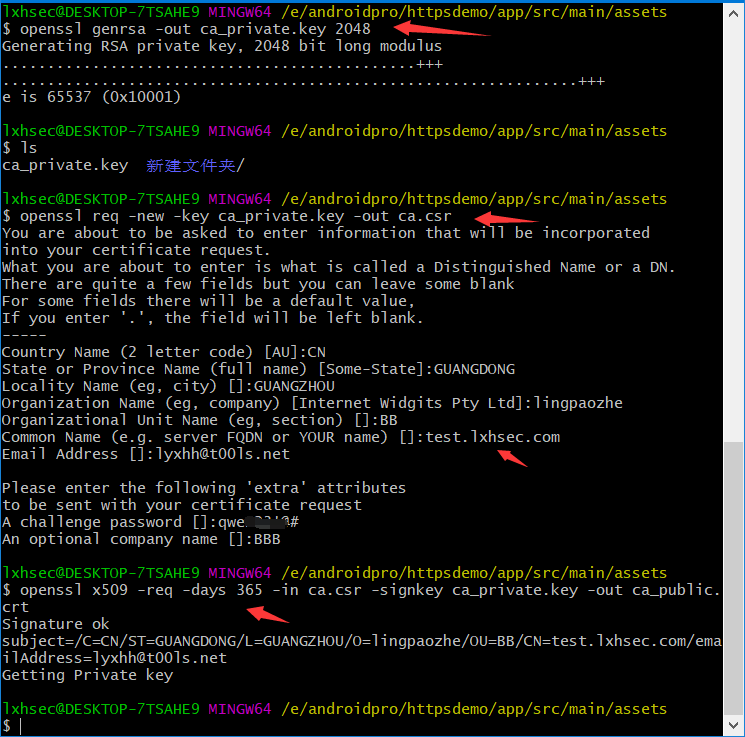 lxhsec@DESKTOP-7TSAHE9 MINGW64 /e/androidpro/httpsdemo/app/src/main/assets
$ openssl genrsa -out ca_private.key 2048
Generating RSA private key, 2048 bit long modulus
..............................................+++
................................................................+++
e is 65537 (0x10001)
lxhsec@DESKTOP-7TSAHE9 MINGW64 /e/androidpro/httpsdemo/app/src/main/assets
$ ls
ca_private.key  新建文件夹/
lxhsec@DESKTOP-7TSAHE9 MINGW64 /e/androidpro/httpsdemo/app/src/main/assets
$ openssl req -new -key ca_private.key -out ca.csr
You are about to be asked to enter information that will be incorporated
into your certificate request.
What you are about to enter is what is called a Distinguished Name or a DN.
There are quite a few fields but you can leave some blank
For some fields there will be a default value,
If you enter '.', the field will be left blank.
-----
Country Name (2 letter code) [AU]:CN
State or Province Name (full name) [Some-State]:GUANGDONG
Locality Name (eg, city) []:GUANGZHOU
Organization Name (eg, company) [Internet Widgits Pty Ltd]:lingpaozhe
Organizational Unit Name (eg, section) []:BB
Common Name (e.g. server FQDN or YOUR name) []:test.lxhsec.com
Email Address []:lyxhh@t00ls.net
Please enter the following 'extra' attributes
to be sent with your certificate request
A challenge password []:
An optional company name []:BBB
lxhsec@DESKTOP-7TSAHE9 MINGW64 /e/androidpro/httpsdemo/app/src/main/assets
$ openssl x509 -req -days 365 -in ca.csr -signkey ca_private.key -out ca_public.
crt
Signature ok
subject=/C=CN/ST=GUANGDONG/L=GUANGZHOU/O=lingpaozhe/OU=BB/CN=test.lxhsec.com/ema
ilAddress=lyxhh@t00ls.net
Getting Private key
lxhsec@DESKTOP-7TSAHE9 MINGW64 /e/androidpro/httpsdemo/app/src/main/assets
$